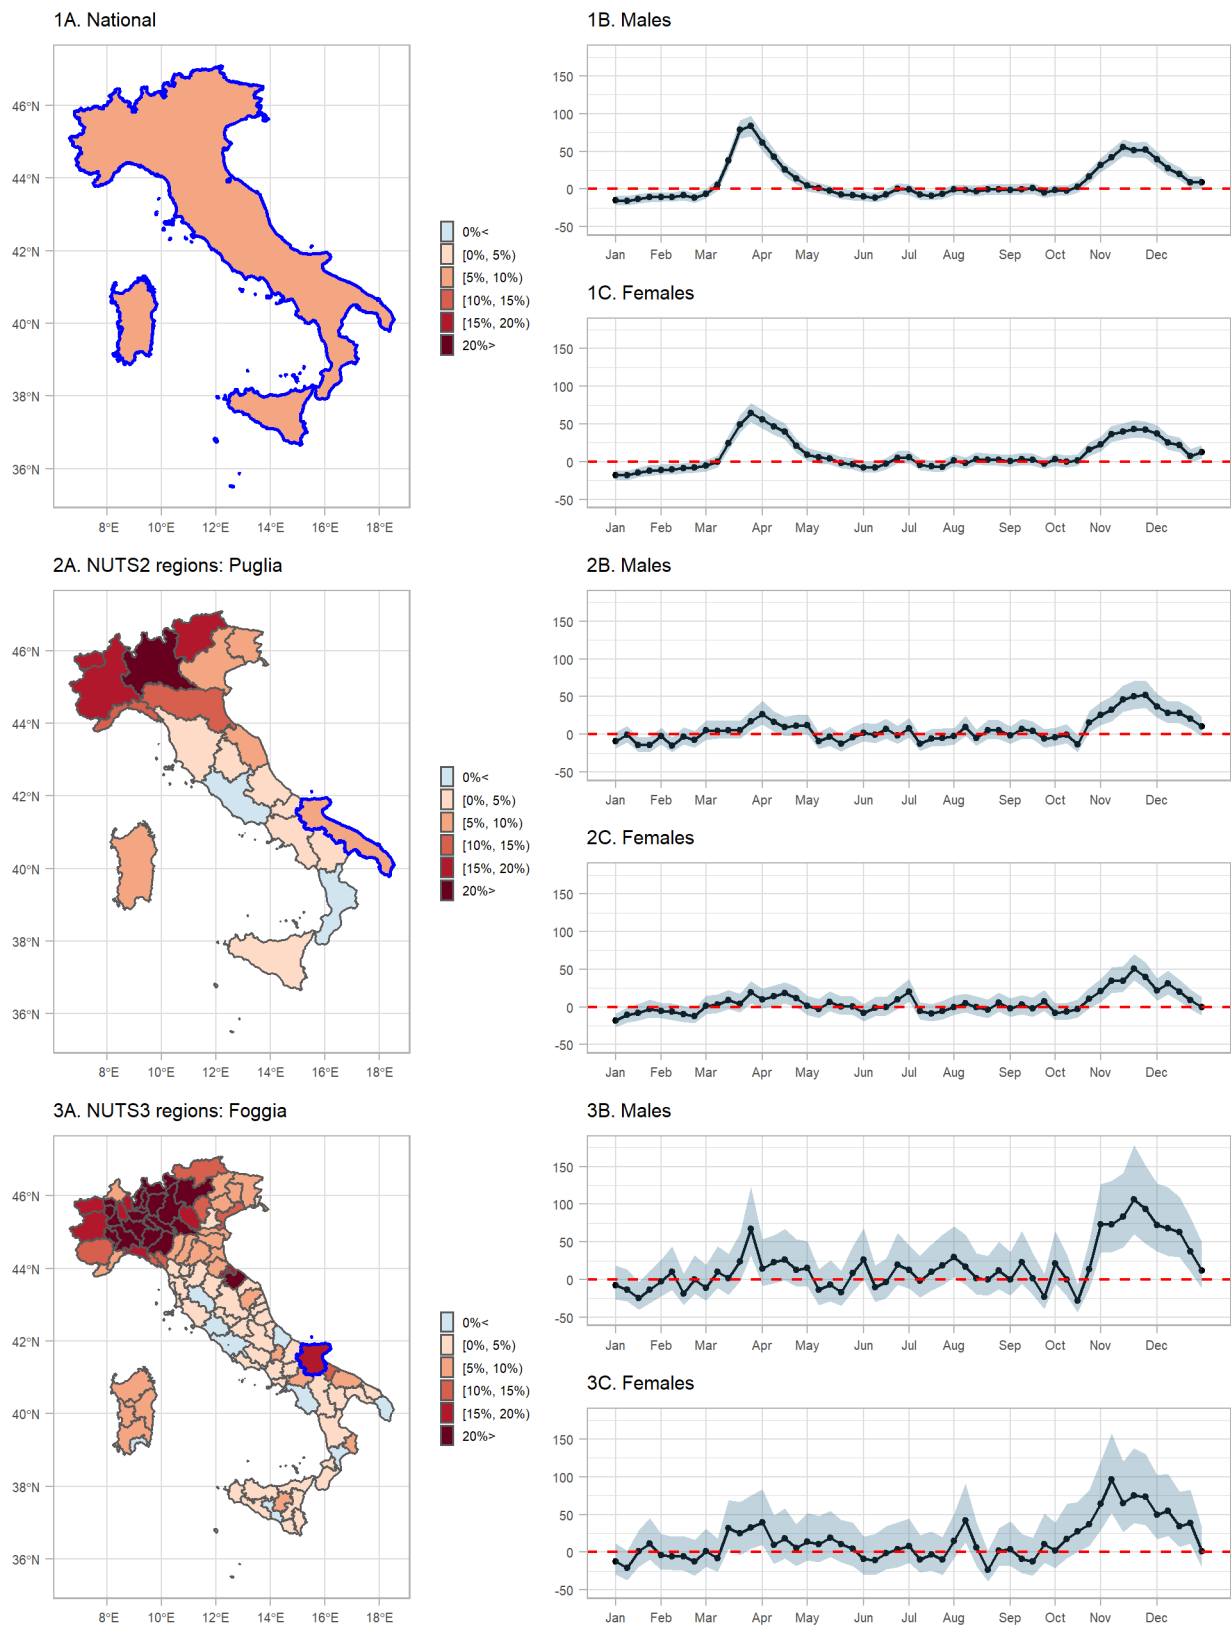 1A. National
46°N
44°N
42°N
40°N
38°N
36°N
8°E 10°E 12°E 14°E 16°E 18°E
0%<
[0%, 5%)
[5%, 10%)
[10%, 15%)
[15%, 20%)
20%>
1B. Males
150
100
50
0
-50
Jan Feb Mar Apr May Jun Jul Aug Sep Oct Nov Dec
1C. Females
150
100
50
0
-50
Jan Feb Mar Apr May Jun Jul Aug Sep Oct Nov Dec
2A. NUTS2 regions: Puglia
46°N
44°N
42°N
40°N
38°N
36°N
8°E 10°E 12°E 14°E 16°E 18°E
0%<
[0%, 5%)
[5%, 10%)
[10%, 15%)
[15%, 20%)
20%>
2B. Males
150
100
50
0
-50
Jan Feb Mar Apr May Jun Jul Aug Sep Oct Nov Dec
2C. Females
150
100
50
0
-50
Jan Feb Mar Apr May Jun Jul Aug Sep Oct Nov Dec
3A. NUTS3 regions: Foggia
46°N
44°N
42°N
40°N
38°N
36°N
8°E 10°E 12°E 14°E 16°E 18°E
0%<
[0%, 5%)
[5%, 10%)
[10%, 15%)
[15%, 20%)
20%>
3B. Males
150
100
50
0
-50
Jan Feb Mar Apr May Jun Jul Aug Sep Oct Nov Dec
3C. Females
150
100
50
0
-50
Jan Feb Mar Apr May Jun Jul Aug Sep Oct Nov Dec